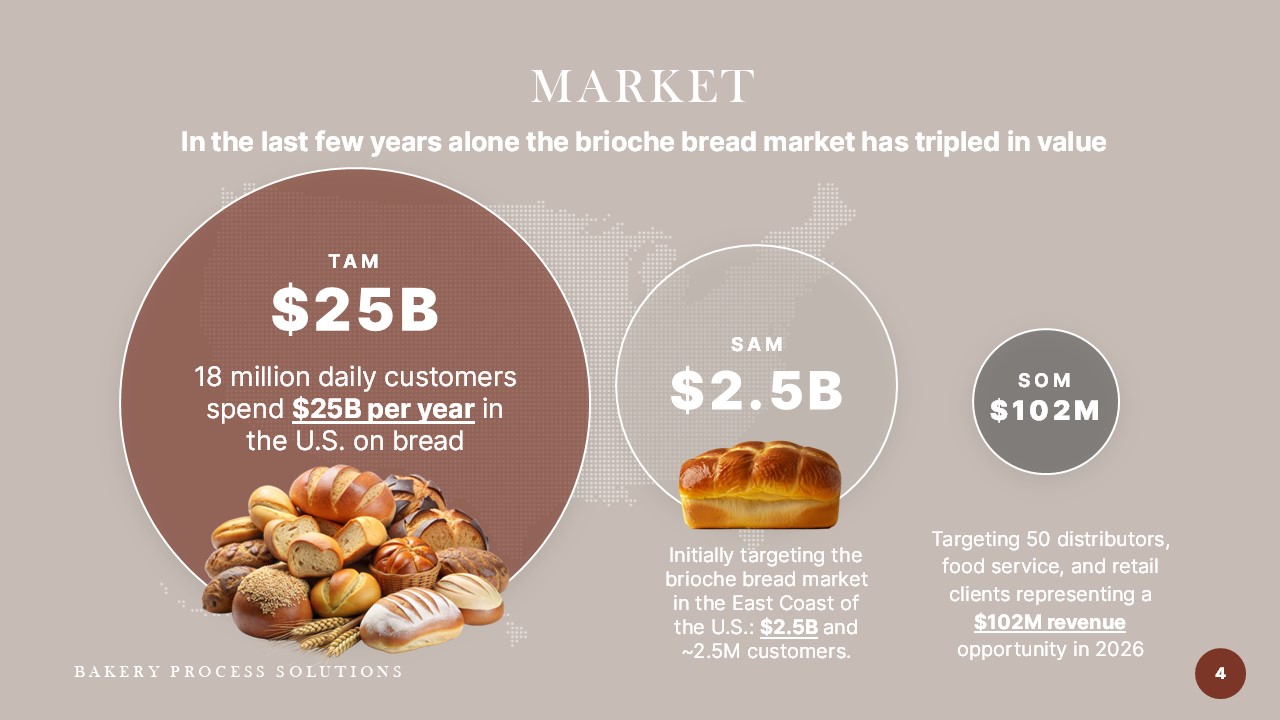 MARKET
In the last few years alone the brioche bread market has tripled in value
TAM
$25B
18 million daily customers
spend $25B per year in
the U.S. on bread
SAM
$2.5B
Initially targeting the
brioche bread market
in the East Coast of
the U.S.: $2.5B and
~2.5M customers.
SOM
$102M
Targeting 50 distributors,
food service, and retail
clients representing a
$102M revenue
opportunity in 2026
BAKERY PROCESS SOLUTIONS
4